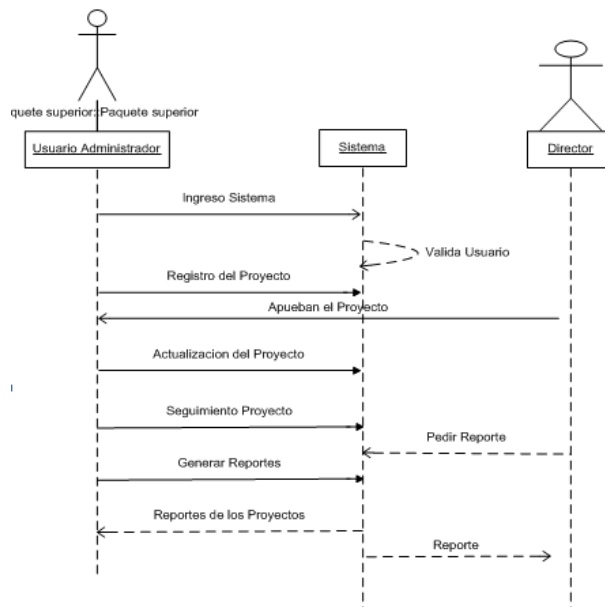 quete superior::Paquete superior
Usuario Administrador
Sistema
Director
Ingreso Sistema
Valida Usuario
Registro del Proyecto
Apueban el Proyecto
Actualizacion del Proyecto
Seguimiento Proyecto
Pedir Reporte
Generar Reportes
Reportes de los Proyectos
Reporte